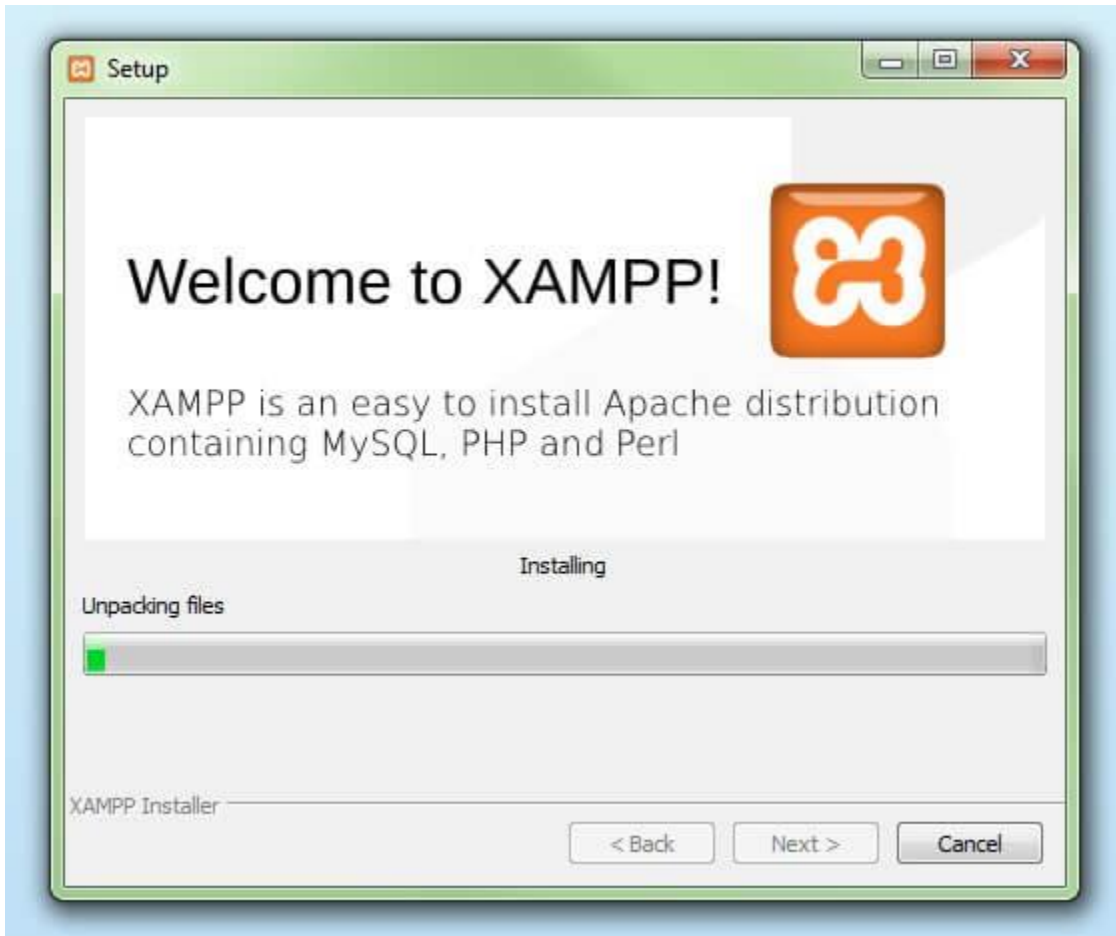 Setup
Welcome to XAMPP!
XAMPP is an easy to install Apache distribution
containing MySQL, PHP and Perl
Installing
Unpacking files
XAMPP Installer
< Back Next > Cancel